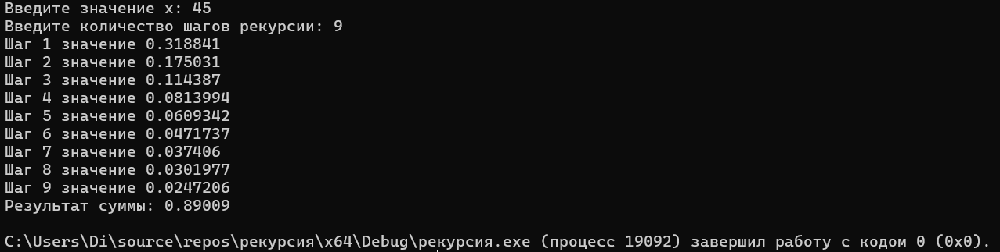 Введите значение x: 45
Введите количество шагов рекурсии: 9
Шаг 1 значение 0.318841
Шаг 2 значение 0.175031
Шаг 3 значение 0.114387
Шаг 4 значение 0.0813994
Шаг 5 значение 0.0609342
Шаг 6 значение 0.0471737
Шаг 7 значение 0.037406
Шаг 8 значение 0.0301977
Шаг 9 значение 0.0247206
Результат суммы: 0.89009
C:\Users\Di\source\repos\рекурсия\x64\Debug\рекурсия.exe (процесс 19092) завершил работу с кодом 0 (0x0).